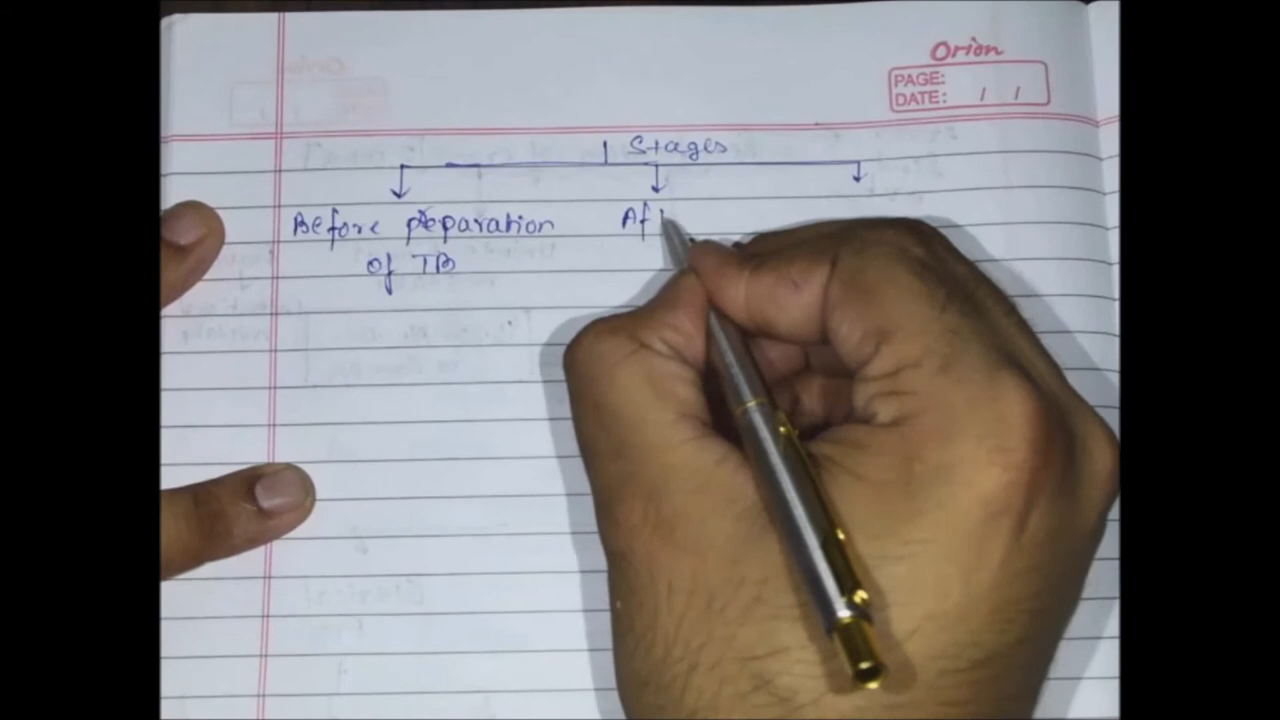 Orion
PAGE:
DATE: / /
Stages
Before preparation
of TB
Af